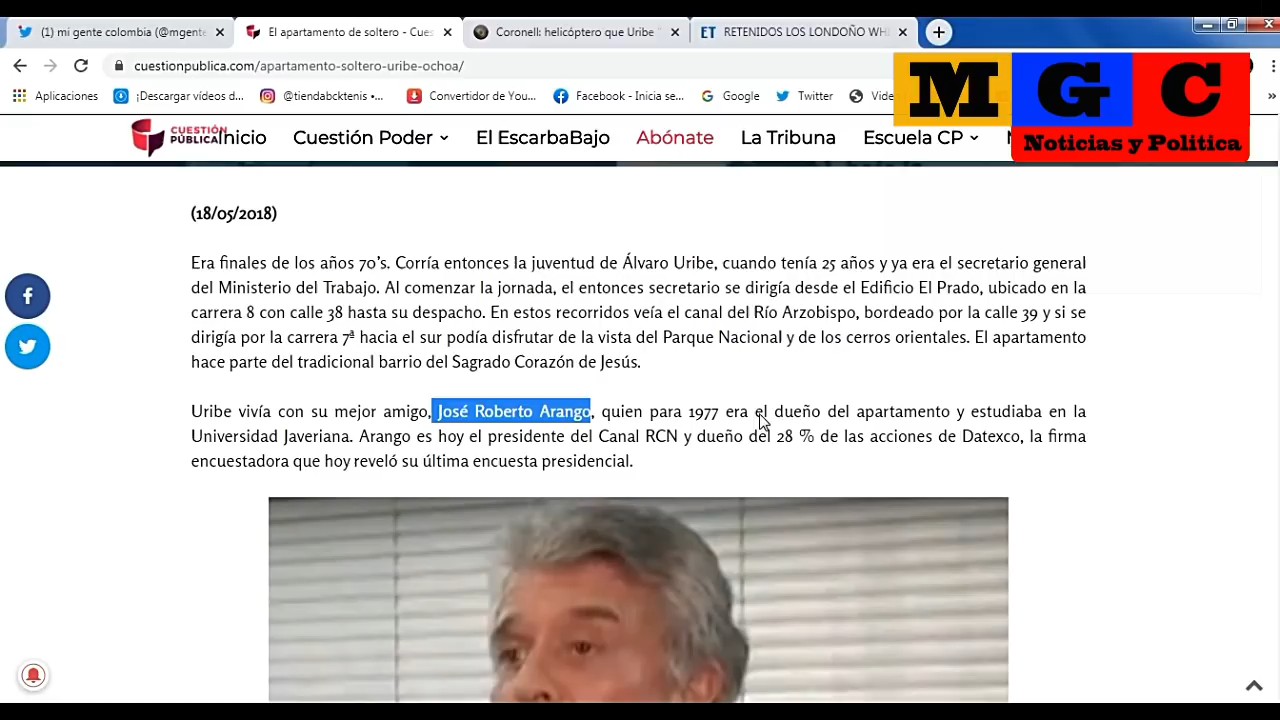 (1) mi gente colombia (@mgente
El apartamento de soltero - Cues
Coronell: helicóptero que Uribe "
ET RETENIDOS LOS LONDOÑO WHI
cuestionpublica.com/apartamento-soltero-uribe-ochoa/
MGC
Noticias y Politica
Aplicaciones
¡Descargar vídeos d...
@tiendabcktenis •...
Convertidor de You...
Facebook - Inicia se...
Google
Twitter
CUESTIÓN
PÚBLICA
Inicio
Cuestión Poder
El EscarbaBajo
Abónate
La Tribuna
Escuela CP
(18/05/2018)
Era finales de los años 70's. Corría entonces la juventud de Álvaro Uribe, cuando tenía 25 años y ya era el secretario general
del Ministerio del Trabajo. Al comenzar la jornada, el entonces secretario se dirigía desde el Edificio El Prado, ubicado en la
carrera 8 con calle 38 hasta su despacho. En estos recorridos veía el canal del Río Arzobispo, bordeado por la calle 39 y si se
dirigía por la carrera 7ª hacia el sur podía disfrutar de la vista del Parque Nacional y de los cerros orientales. El apartamento
hace parte del tradicional barrio del Sagrado Corazón de Jesús.
Uribe vivía con su mejor amigo, José Roberto Arango, quien para 1977 era el dueño del apartamento y estudiaba en la
Universidad Javeriana. Arango es hoy el presidente del Canal RCN y dueño del 28 % de las acciones de Datexco, la firma
encuestadora que hoy reveló su última encuesta presidencial.